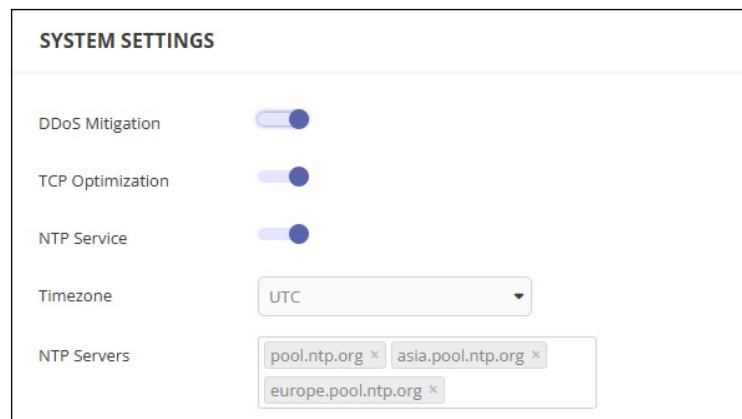 SYSTEM SETTINGS
DDoS Mitigation
TCP Optimization
NTP Service
Timezone UTC
NTP Servers pool.ntp.org × asia.pool.ntp.org ×
europe.pool.ntp.org ×